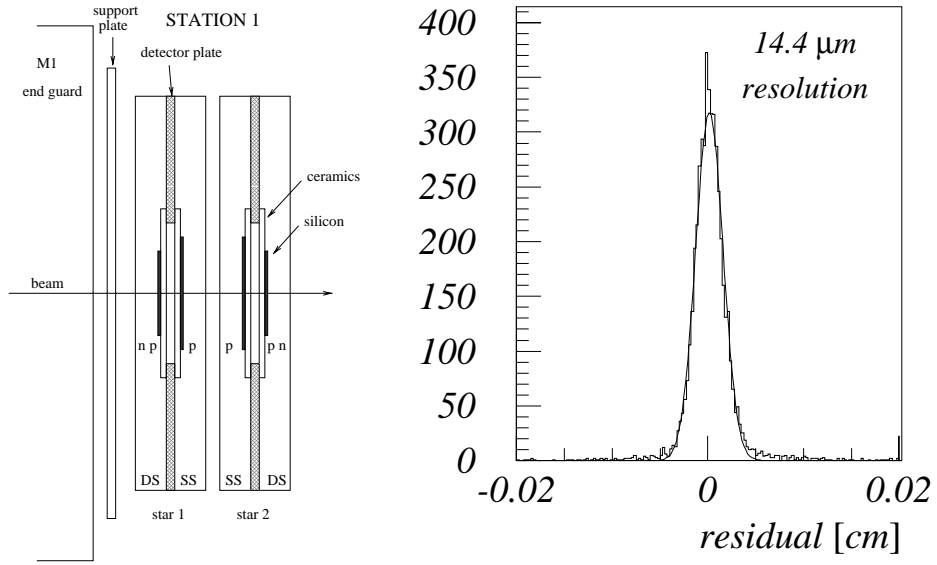 support
plate
STATION 1
detector plate
M1
end guard
ceramics
silicon
beam
n p
p
p
p n
DS
SS
SS
DS
star 1
star 2
400
350
300
250
200
150
100
50
0
-0.02
0
0.02
14.4 μm
resolution
residual [cm]